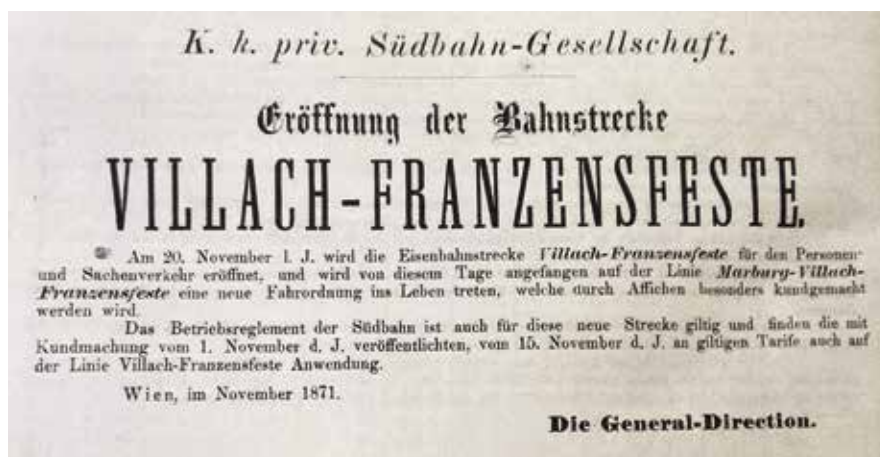 K. k. priv. Südbahn-Gesellschaft.
Eröffnung der Bahnstrecke
VILLACH-FRANZENSFESTE.
☞ Am 20. November l. J. wird die Eisenbahnstrecke Villach-Franzensfeste für den Personen-
und Sachenverkehr eröffnet, und wird von diesem Tage angefangen auf der Linie Marburg-Villach-
Franzensfeste eine neue Fahrordnung ins Leben treten, welche durch Affichen besonders kundgemacht
werden wird.
Das Betriebsreglement der Südbahn ist auch für diese neue Strecke giltig und finden die mit
Kundmachung vom 1. November d. J. veröffentlichten, vom 15. November d. J. an giltigen Tarife auch auf
der Linie Villach-Franzensfeste Anwendung.
Wien, im November 1871.
Die General-Direction.